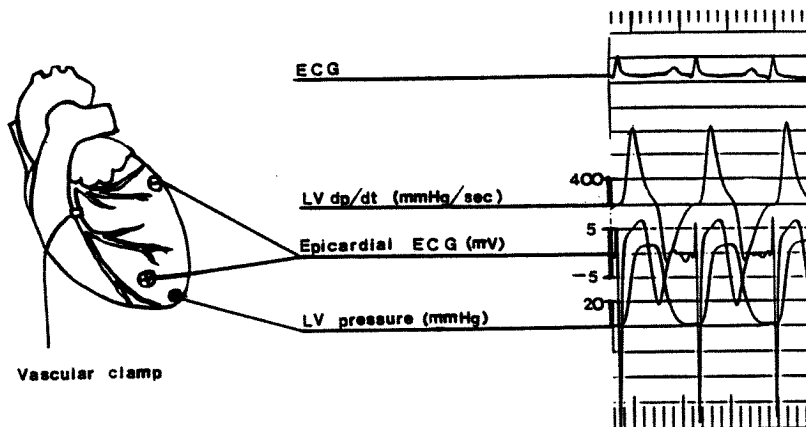 ECG
400
LV dp/dt (mmHg/sec)
5
Epicardial ECG (mV)
-5
20
LV pressure (mmHg)
Vascular clamp